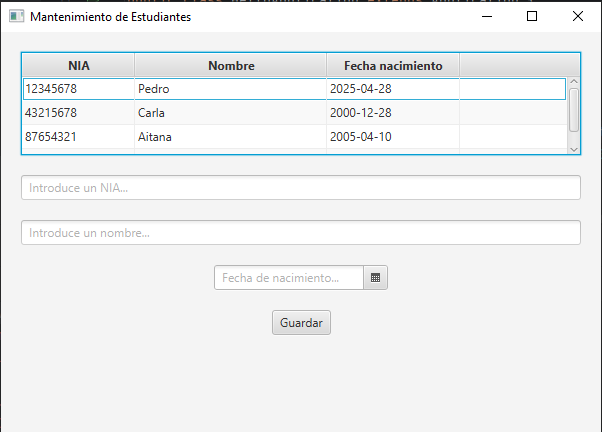 Mantenimiento de Estudiantes
NIA Nombre Fecha nacimiento
12345678 Pedro 2025-04-28
43215678 Carla 2000-12-28
87654321 Aitana 2005-04-10
Introduce un NIA...
Introduce un nombre...
Fecha de nacimiento...
Guardar